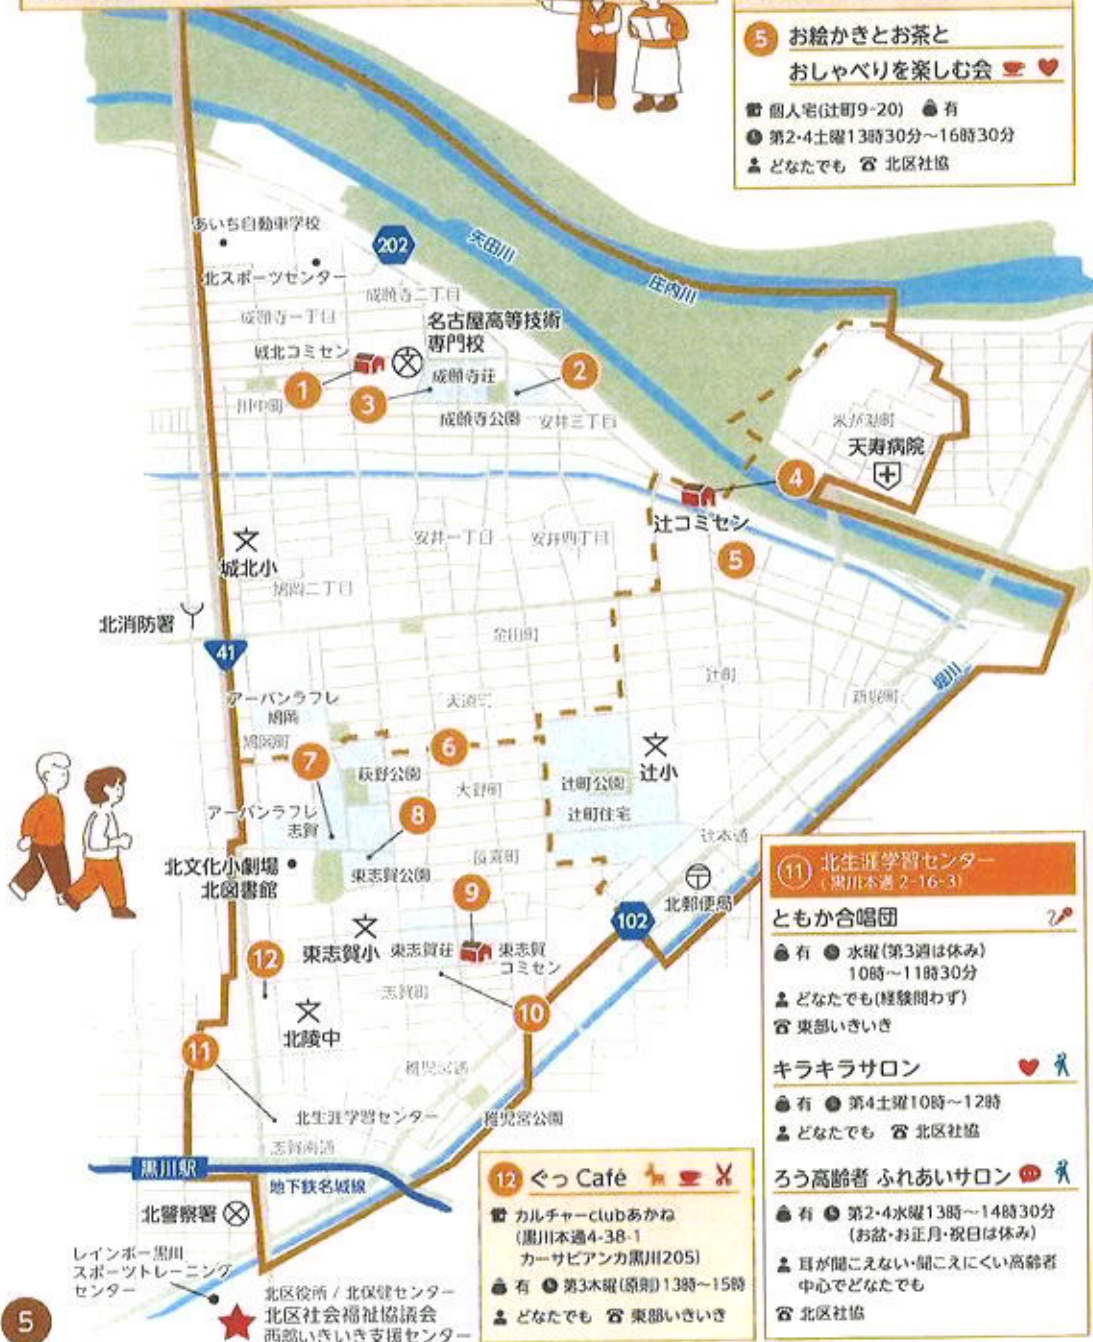 5 お絵かきとお茶と
おしゃべりを楽しむ会
個人宅(辻町9-20) 有
第2・4土曜13時30分～16時30分
どなたでも 北区社協
あいち自動車学校
202
矢田川
北スポーツセンター
庄内川
成願寺二丁目
成願寺一丁目
名古屋高等技術
専門校
城北コミセン
1
3
成願寺荘
2
川中町
成願寺公園
安井三丁目
米が瀬町
天寿病院
4
辻コミセン
安井一丁目
安井四丁目
5
城北小
鳩岡二丁目
北消防署
金田町
41
辻町
堀川
新堀町
アーバンラフレ
鳩岡
天道町
鳩岡町
6
7
萩野公園
辻小
大野町
辻町公園
アーバンラフレ
志賀
8
辻町住宅
辻本通
北文化小劇場
北図書館
東志賀公園
長喜町
9
北郵便局
102
東志賀小
東志賀荘
東志賀
コミセン
12
志賀町
10
北陵中
11
稚児宮通
北生涯学習センター
稚児宮公園
志賀南通
黒川駅
地下鉄名城線
北警察署
レインボー黒川
スポーツトレーニング
センター
北区役所 / 北保健センター
北区社会福祉協議会
西部いきいき支援センター
5
12 ぐっ Café
カルチャーclubあかね
(黒川本通4-38-1
カーサビアンカ黒川205)
有 第3木曜(原則)13時～15時
どなたでも 東部いきいき
11 北生涯学習センター
(黒川本通 2-16-3)
ともか合唱団
有 水曜(第3週は休み)
10時～11時30分
どなたでも(経験問わず)
東部いきいき
キラキラサロン
有 第4土曜10時～12時
どなたでも 北区社協
ろう高齢者 ふれあいサロン
有 第2・4水曜13時～14時30分
(お盆・お正月・祝日は休み)
耳が聞こえない・聞こえにくい高齢者
中心でどなたでも
北区社協